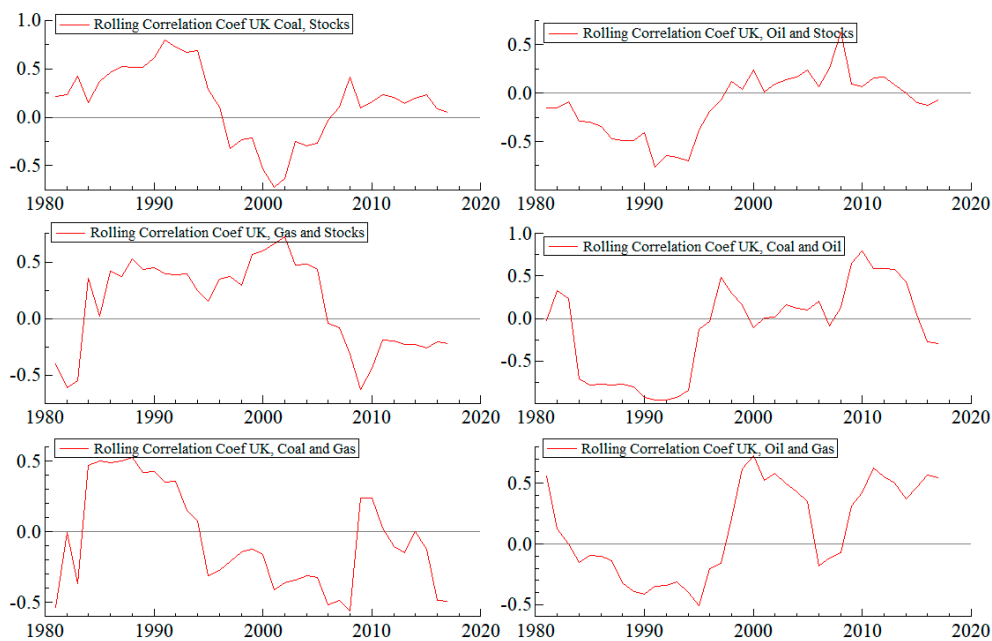 Rolling Correlation Coef UK Coal, Stocks
1.0
0.5
0.0
-0.5
1980 1990 2000 2010 2020
Rolling Correlation Coef UK, Oil and Stocks
0.5
0.0
-0.5
1980 1990 2000 2010 2020
Rolling Correlation Coef UK, Gas and Stocks
0.5
0.0
-0.5
1980 1990 2000 2010 2020
1.0
Rolling Correlation Coef UK, Coal and Oil
0.5
0.0
-0.5
1980 1990 2000 2010 2020
Rolling Correlation Coef UK, Coal and Gas
0.5
0.0
-0.5
1980 1990 2000 2010 2020
Rolling Correlation Coef UK, Oil and Gas
0.5
0.0
-0.5
1980 1990 2000 2010 2020